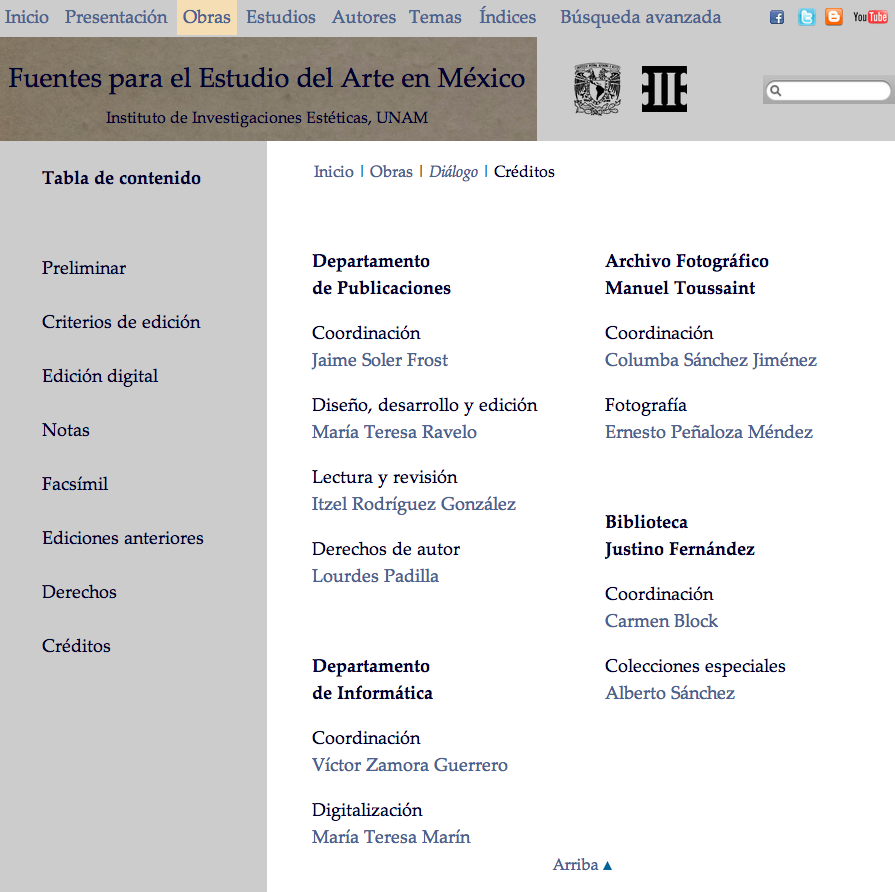 Inicio Presentación Obras Estudios Autores Temas Índices Búsqueda avanzada You Tube
Fuentes para el Estudio del Arte en México
Instituto de Investigaciones Estéticas, UNAM
Tabla de contenido
Preliminar
Criterios de edición
Edición digital
Notas
Facsímil
Ediciones anteriores
Derechos
Créditos
Inicio | Obras | Diálogo | Créditos
Departamento
de Publicaciones
Coordinación
Jaime Soler Frost
Diseño, desarrollo y edición
María Teresa Ravelo
Lectura y revisión
Itzel Rodríguez González
Derechos de autor
Lourdes Padilla
Departamento
de Informática
Coordinación
Víctor Zamora Guerrero
Digitalización
María Teresa Marín
Archivo Fotográfico
Manuel Toussaint
Coordinación
Columba Sánchez Jiménez
Fotografía
Ernesto Peñaloza Méndez
Biblioteca
Justino Fernández
Coordinación
Carmen Block
Colecciones especiales
Alberto Sánchez
Arriba ▲